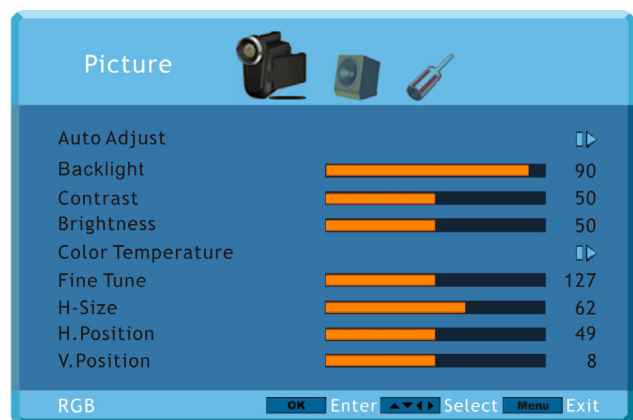 Picture
Auto Adjust
Backlight 90
Contrast 50
Brightness 50
Color Temperature
Fine Tune 127
H-Size 62
H.Position 49
V.Position 8
RGB OK Enter Select Menu Exit